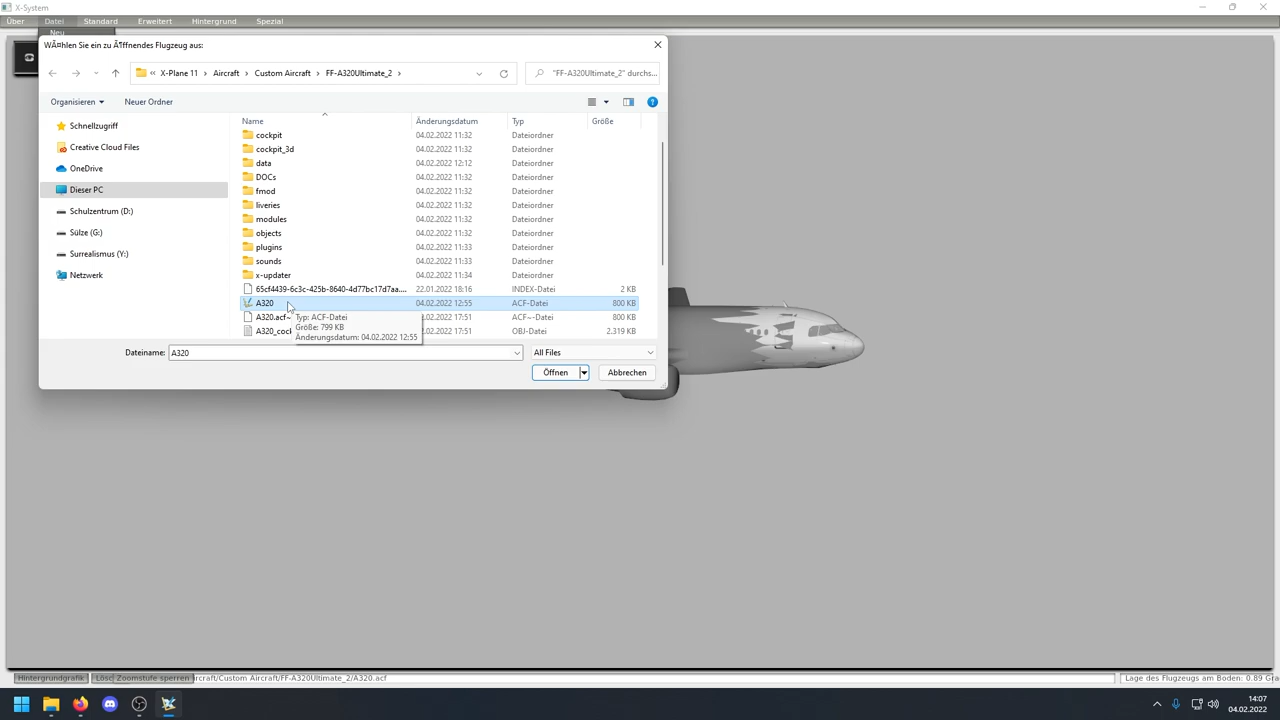 X-System
Über Datei Standard Erweitert Hintergrund Spezial
Neu
WÃ¤hlen Sie ein zu Ã¶ffnendes Flugzeug aus:
« X-Plane 11 > Aircraft > Custom Aircraft > FF-A320Ultimate_2 > "FF-A320Ultimate_2" durchs...
Organisieren Neuer Ordner
Name Änderungsdatum Typ Größe
Schnellzugriff
Creative Cloud Files
OneDrive
Dieser PC
Schulzentrum (D:)
Sülze (G:)
Surrealismus (Y:)
Netzwerk
cockpit 04.02.2022 11:32 Dateiordner
cockpit_3d 04.02.2022 11:32 Dateiordner
data 04.02.2022 12:12 Dateiordner
DOCs 04.02.2022 11:32 Dateiordner
fmod 04.02.2022 11:32 Dateiordner
liveries 04.02.2022 11:32 Dateiordner
modules 04.02.2022 11:32 Dateiordner
objects 04.02.2022 11:32 Dateiordner
plugins 04.02.2022 11:33 Dateiordner
sounds 04.02.2022 11:33 Dateiordner
x-updater 04.02.2022 11:34 Dateiordner
65cf4439-6c3c-425b-8640-4d77bc17d7aa.... 22.01.2022 18:16 INDEX-Datei 2 KB
A320 04.02.2022 12:55 ACF-Datei 800 KB
A320.acf~ .2022 17:51 ACF~-Datei 800 KB
A320_cock .2022 17:51 OBJ-Datei 2.319 KB
Typ: ACF-Datei
Größe: 799 KB
Änderungsdatum: 04.02.2022 12:55
Dateiname: A320 All Files
Öffnen Abbrechen
Hintergrundgrafik Lösc Zoomstufe sperren rcraft/Custom Aircraft/FF-A320Ultimate_2/A320.acf Lage des Flugzeugs am Boden: 0.89 Gra
14:07
04.02.2022